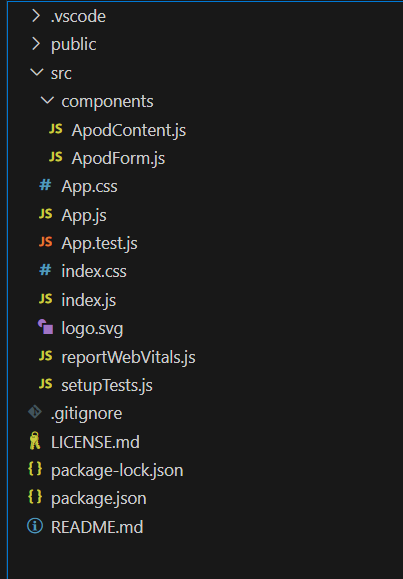 .vscode
public
src
components
JS ApodContent.js
JS ApodForm.js
# App.css
JS App.js
JS App.test.js
# index.css
JS index.js
logo.svg
JS reportWebVitals.js
JS setupTests.js
.gitignore
LICENSE.md
{} package-lock.json
{} package.json
README.md